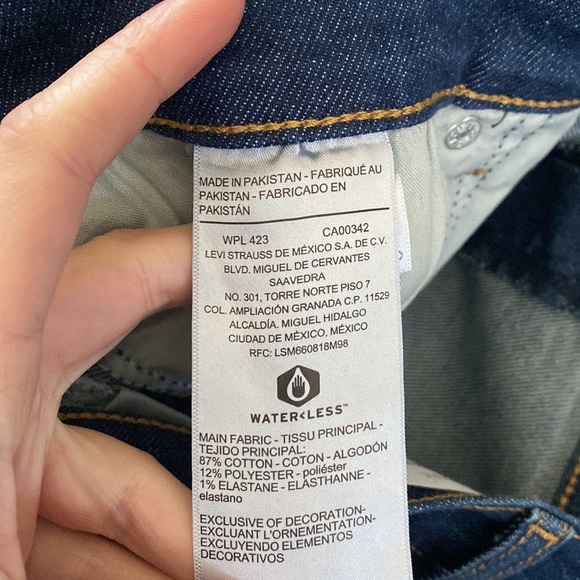 MADE IN PAKISTAN - FABRIQUÉ AU
PAKISTAN - FABRICADO EN
PAKISTÁN
WPL 423 CA00342
LEVI STRAUSS DE MÉXICO S.A. DE C.V.
BLVD. MIGUEL DE CERVANTES
SAAVEDRA
NO. 301, TORRE NORTE PISO 7
COL. AMPLIACIÓN GRANADA C.P. 11529
ALCALDÍA. MIGUEL HIDALGO
CIUDAD DE MÉXICO, MÉXICO
RFC: LSM660818M98
WATER<LESS™
MAIN FABRIC - TISSU PRINCIPAL -
TEJIDO PRINCIPAL:
87% COTTON - COTON - ALGODÓN
12% POLYESTER - poliéster
1% ELASTANE - ELASTHANNE -
elastano
EXCLUSIVE OF DECORATION-
EXCLUANT L'ORNEMENTATION-
EXCLUYENDO ELEMENTOS
DECORATIVOS